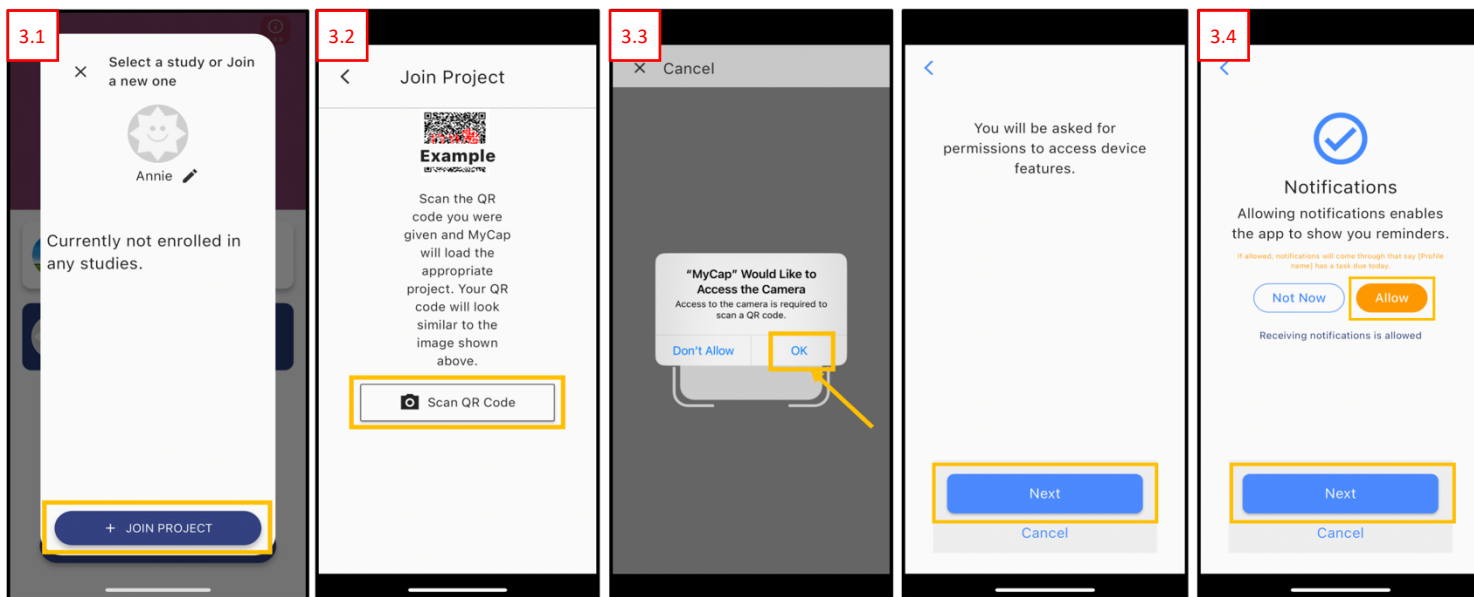 3.1
Select a study or Join
a new one
Annie
Currently not enrolled in
any studies.
+ JOIN PROJECT
3.2
Join Project
Example
Scan the QR
code you were
given and MyCap
will load the
appropriate
project. Your QR
code will look
similar to the
image shown
above.
Scan QR Code
3.3
Cancel
"MyCap" Would Like to
Access the Camera
Access to the camera is required to
scan a QR code.
Don't Allow
OK
You will be asked for
permissions to access device
features.
Next
Cancel
3.4
Notifications
Allowing notifications enables
the app to show you reminders.
If allowed, notifications will come through that say [Profile
name] has a task due today.
Not Now
Allow
Receiving notifications is allowed
Next
Cancel